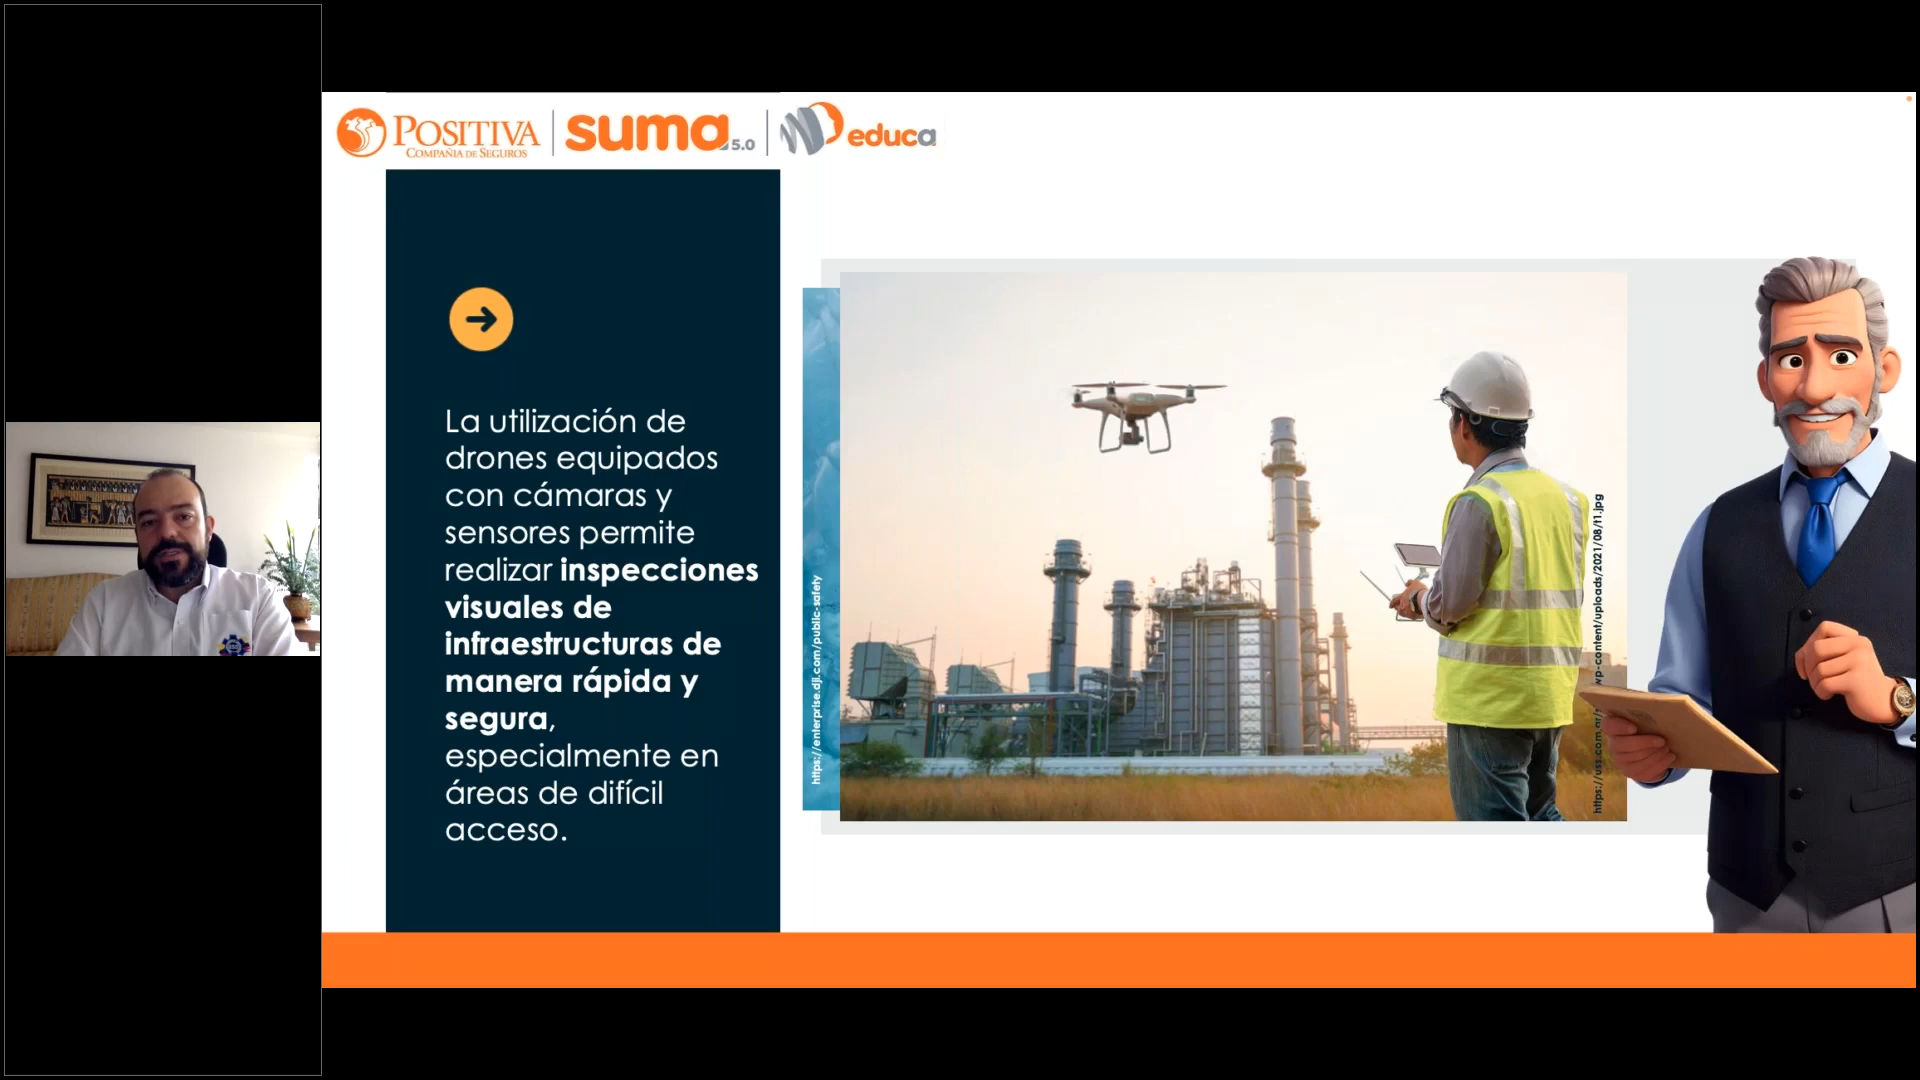 POSITIVA
COMPAÑIA DE SEGUROS
suma 5.0
educa
La utilización de
drones equipados
con cámaras y
sensores permite
realizar inspecciones
visuales de
infraestructuras de
manera rápida y
segura,
especialmente en
áreas de difícil
acceso.
https://enterprise.dji.com/public-safety
wp-content/uploads/2021/08/f1.jpg